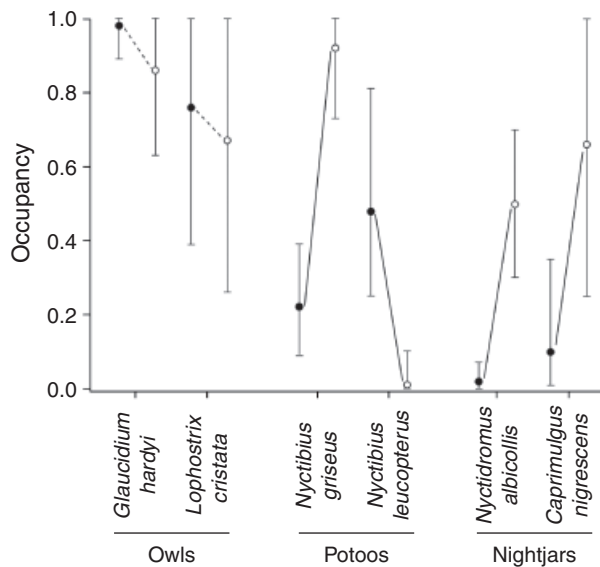 Occupancy
1.0
0.8
0.6
0.4
0.2
0.0
Glaucidium
hardyi
Lophostrix
cristata
Nyctibius
griseus
Nyctibius
leucopterus
Nyctidromus
albicollis
Caprimulgus
nigrescens
Owls
Potoos
Nightjars